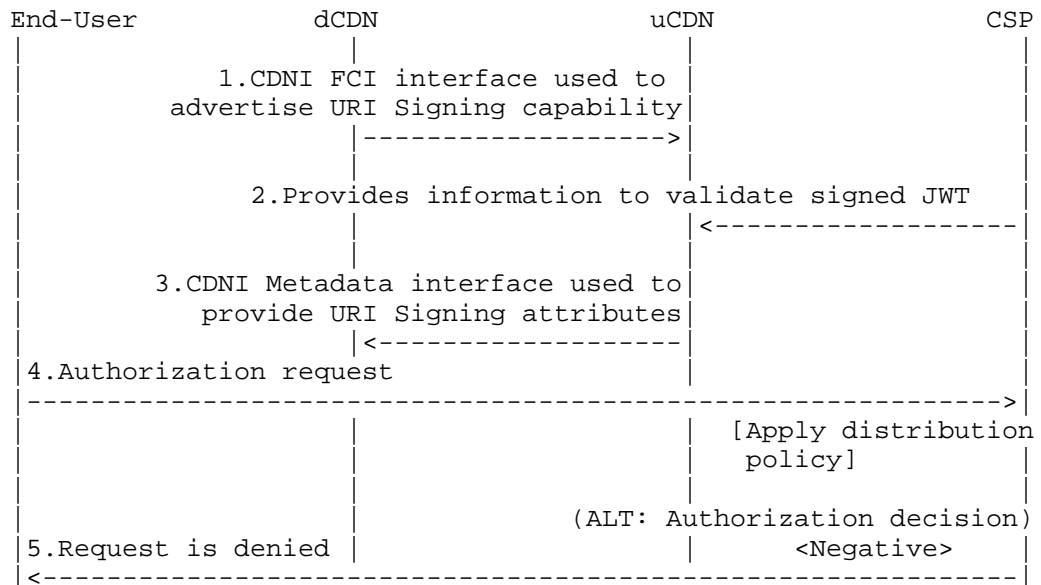 End-User dCDN uCDN CSP
1.CDNI FCI interface used to
advertise URI Signing capability
2.Provides information to validate signed JWT
3.CDNI Metadata interface used to
provide URI Signing attributes
4.Authorization request
[Apply distribution
policy]
(ALT: Authorization decision)
5.Request is denied <Negative>